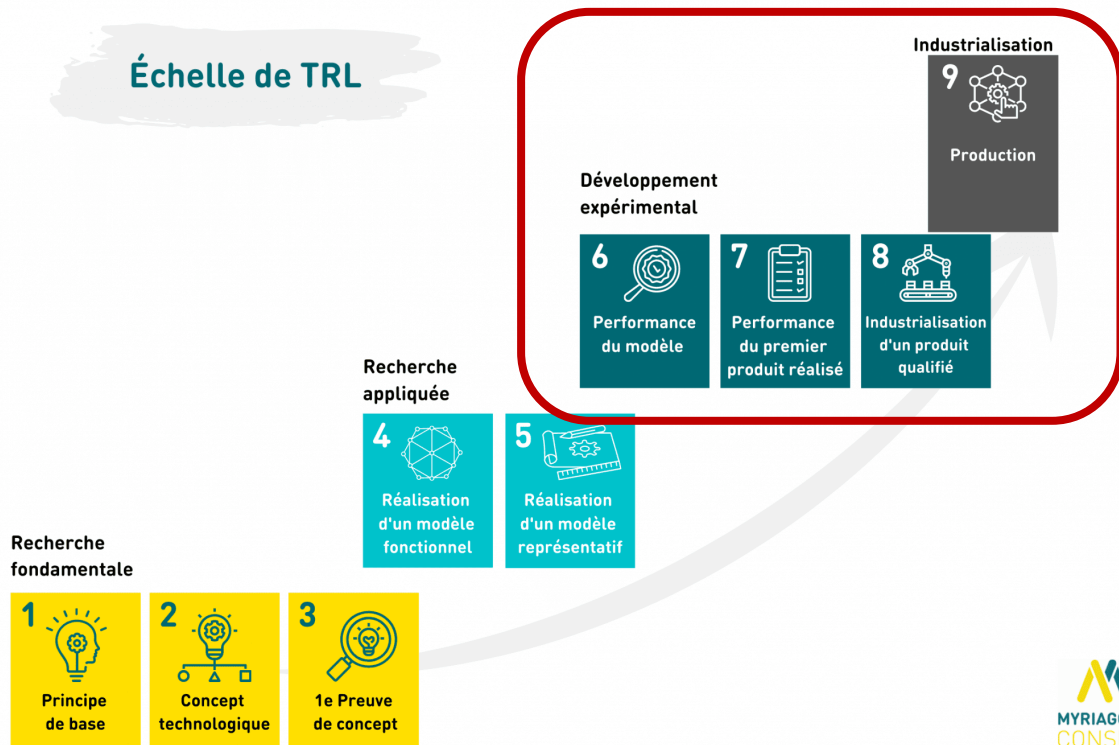 Échelle de TRL
Industrialisation
9
Production
Développement
expérimental
6
Performance
du modèle
7
Performance
du premier
produit réalisé
8
Industrialisation
d'un produit
qualifié
Recherche
appliquée
4
Réalisation
d'un modèle
fonctionnel
5
Réalisation
d'un modèle
représentatif
Recherche
fondamentale
1
Principe
de base
2
Concept
technologique
3
1e Preuve
de concept